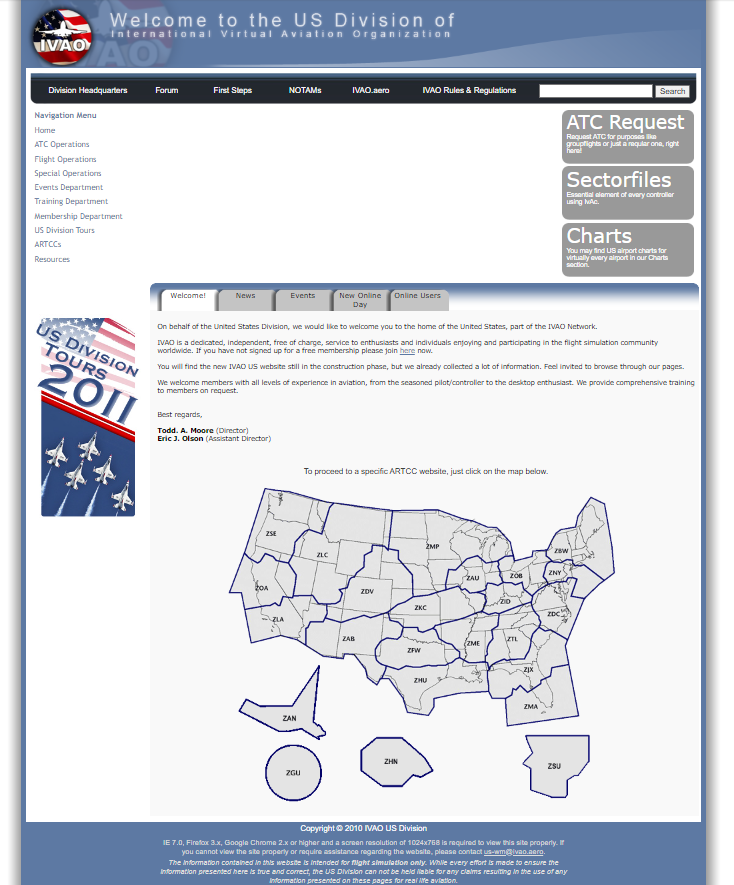 Welcome to the US Division of
International Virtual Aviation Organization
IVAO
Division Headquarters Forum First Steps NOTAMs IVAO.aero IVAO Rules & Regulations Search
Navigation Menu
Home
ATC Operations
Flight Operations
Special Operations
Events Department
Training Department
Membership Department
US Division Tours
ARTCCs
Resources
ATC Request
Request ATC for purposes like
groupflights or just a regular one, right
here!
Sectorfiles
Essential element of every controller
using IvAc.
Charts
You may find US airport charts for
virtually every airport in our Charts
section.
US Division
Tours
2011
Welcome! News Events New Online Day Online Users
On behalf of the United States Division, we would like to welcome you to the home of the United States, part of the IVAO Network.
IVAO is a dedicated, independent, free of charge, service to enthusiasts and individuals enjoying and participating in the flight simulation community
worldwide. If you have not signed up for a free membership please join here now.
You will find the new IVAO US website still in the construction phase, but we already collected a lot of information. Feel invited to browse through our pages.
We welcome members with all levels of experience in aviation, from the seasoned pilot/controller to the desktop enthusiast. We provide comprehensive training
to members on request.
Best regards,
Todd. A. Moore (Director)
Eric J. Olson (Assistant Director)
To proceed to a specific ARTCC website, just click on the map below.
ZSE
ZLC
ZMP
ZBW
ZAU
ZOB
ZNY
ZOA
ZDV
ZKC
ZID
ZDC
ZLA
ZAB
ZFW
ZME
ZTL
ZHU
ZJX
ZMA
ZAN
ZGU
ZHN
ZSU
Copyright © 2010 IVAO US Division
IE 7.0, Firefox 3.x, Google Chrome 2.x or higher and a screen resolution of 1024x768 is required to view this site properly. If
you cannot view the site properly or require assistance regarding the website, please contact us-wm@ivao.aero.
The information contained in this website is intended for flight simulation only. While every effort is made to ensure the
information presented here is true and correct, the US Division can not be held liable for any claims resulting in the use of any
information presented on these pages for real life aviation.